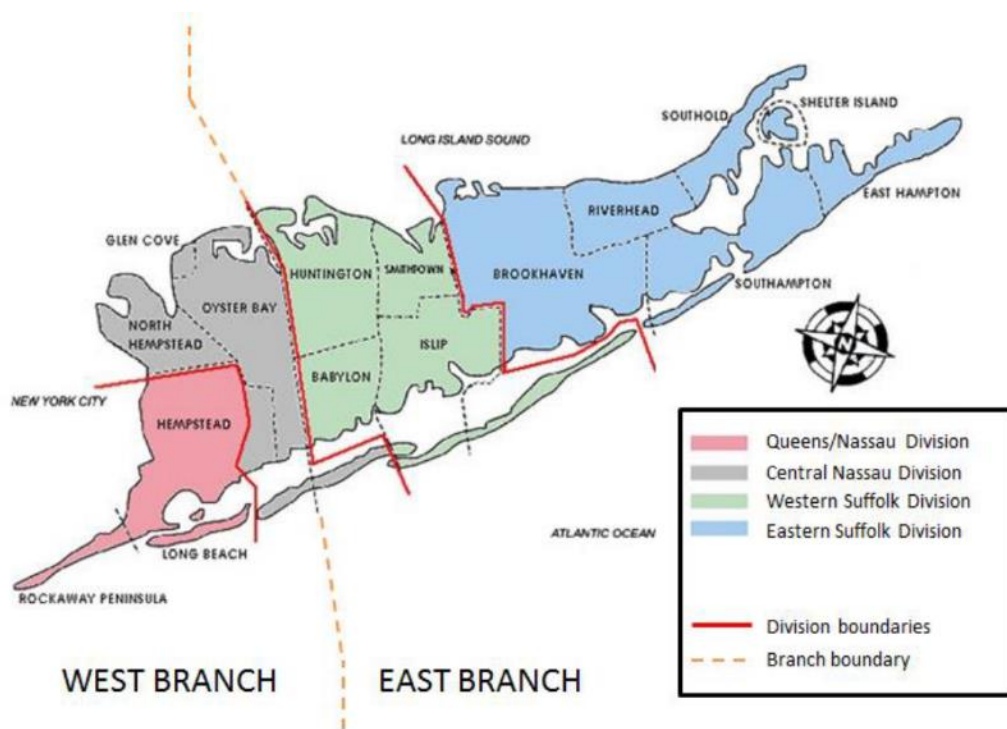 SHELTER ISLAND
SOUTHOLD
LONG ISLAND SOUND
EAST HAMPTON
RIVERHEAD
GLEN COVE
HUNTINGTON
SMITHTOWN
BROOKHAVEN
SOUTHAMPTON
OYSTER BAY
NORTH
HEMPSTEAD
ISLIP
BABYLON
N
NEW YORK CITY
HEMPSTEAD
Queens/Nassau Division
Central Nassau Division
Western Suffolk Division
Eastern Suffolk Division
ATLANTIC OCEAN
LONG BEACH
ROCKAWAY PENINSULA
Division boundaries
Branch boundary
WEST BRANCH
EAST BRANCH